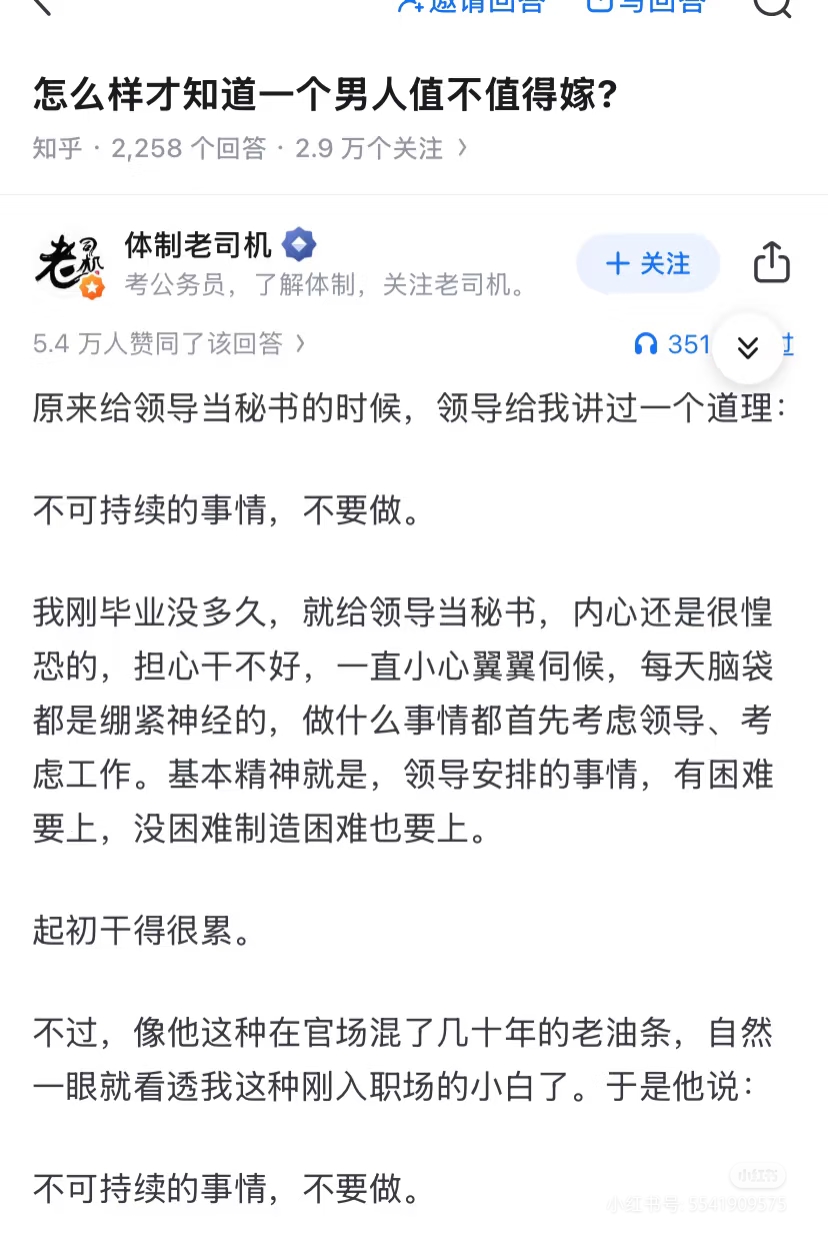 邀请回答 写回答
怎么样才知道一个男人值不值得嫁?
知乎 · 2,258 个回答 · 2.9 万个关注 >
老司机
体制老司机
+ 关注
考公务员，了解体制，关注老司机。
5.4 万人赞同了该回答 >
351
过
原来给领导当秘书的时候，领导给我讲过一个道理：
不可持续的事情，不要做。
我刚毕业没多久，就给领导当秘书，内心还是很惶
恐的，担心干不好，一直小心翼翼伺候，每天脑袋
都是绷紧神经的，做什么事情都首先考虑领导、考
虑工作。基本精神就是，领导安排的事情，有困难
要上，没困难制造困难也要上。
起初干得很累。
不过，像他这种在官场混了几十年的老油条，自然
一眼就看透我这种刚入职场的小白了。于是他说：
不可持续的事情，不要做。
小红书
小红书号: